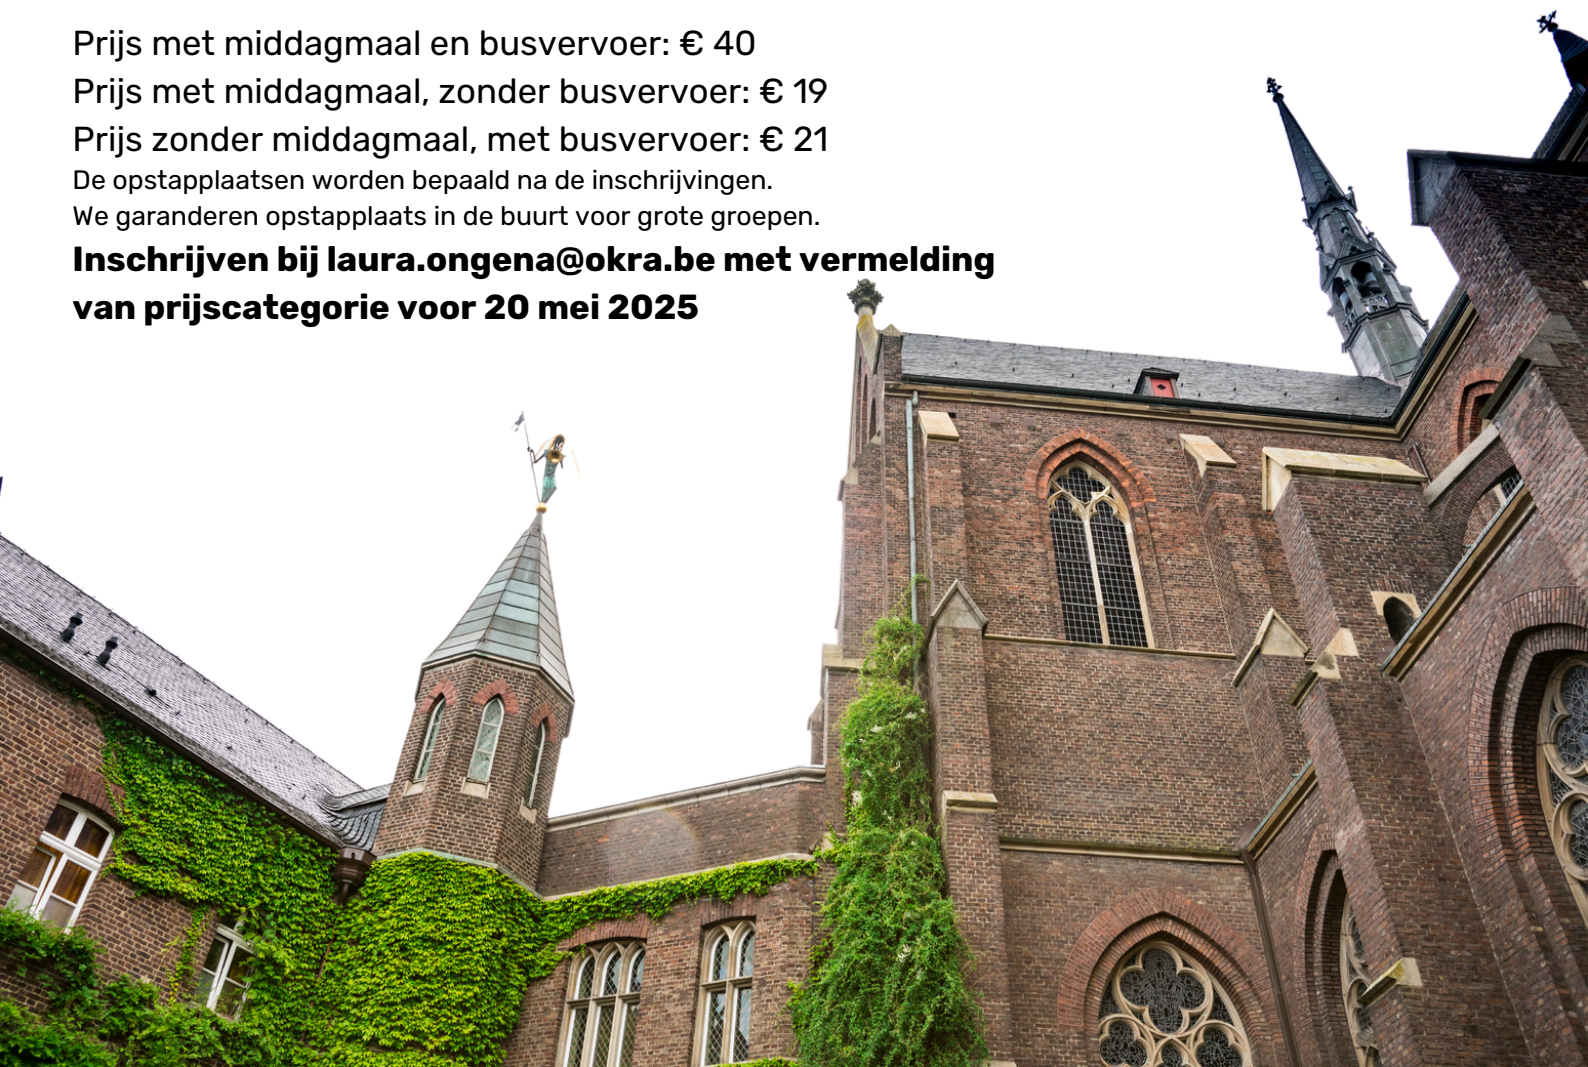 Prijs met middagmaal en busvervoer: € 40
Prijs met middagmaal, zonder busvervoer: € 19
Prijs zonder middagmaal, met busvervoer: € 21
De opstapplaatsen worden bepaald na de inschrijvingen.
We garanderen opstapplaats in de buurt voor grote groepen.
Inschrijven bij laura.ongena@okra.be met vermelding
van prijscategorie voor 20 mei 2025